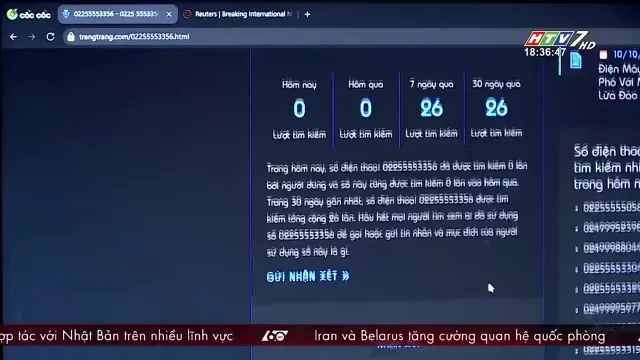 cốc cốc
02255553356 - 0225 555335
Reuters | Breaking International N
trangtrang.com/02255553356.html
HTV7 HD
18:36:47
10/10/
Điện Máy
Phố Với M
Lừa Đảo
Hôm nay
0
Lượt tìm kiếm
Hôm qua
0
Lượt tìm kiếm
7 ngày qua
26
Lượt tìm kiếm
30 ngày qua
26
Lượt tìm kiếm
Trong hôm nay, số điện thoại 02255553356 đã được tìm kiếm 0 lần
bởi người dùng và số này cũng được tìm kiếm 0 lần vào hôm qua.
Trong 30 ngày gần nhất, số điện thoại 02255553356 được tìm
kiếm tổng cộng 26 lần. Hầu hết mọi người tìm xem ai đã sử dụng
số 02255553356 để gọi hoặc gửi tin nhắn và mục đích của người
sử dụng số này là gì.
GỬI NHẬN XÉT »
Số điện thoại
tìm kiếm nhi
trong hôm n
ợp tác với Nhật Bản trên nhiều lĩnh vực
60
Iran và Belarus tăng cường quan hệ quốc phòng